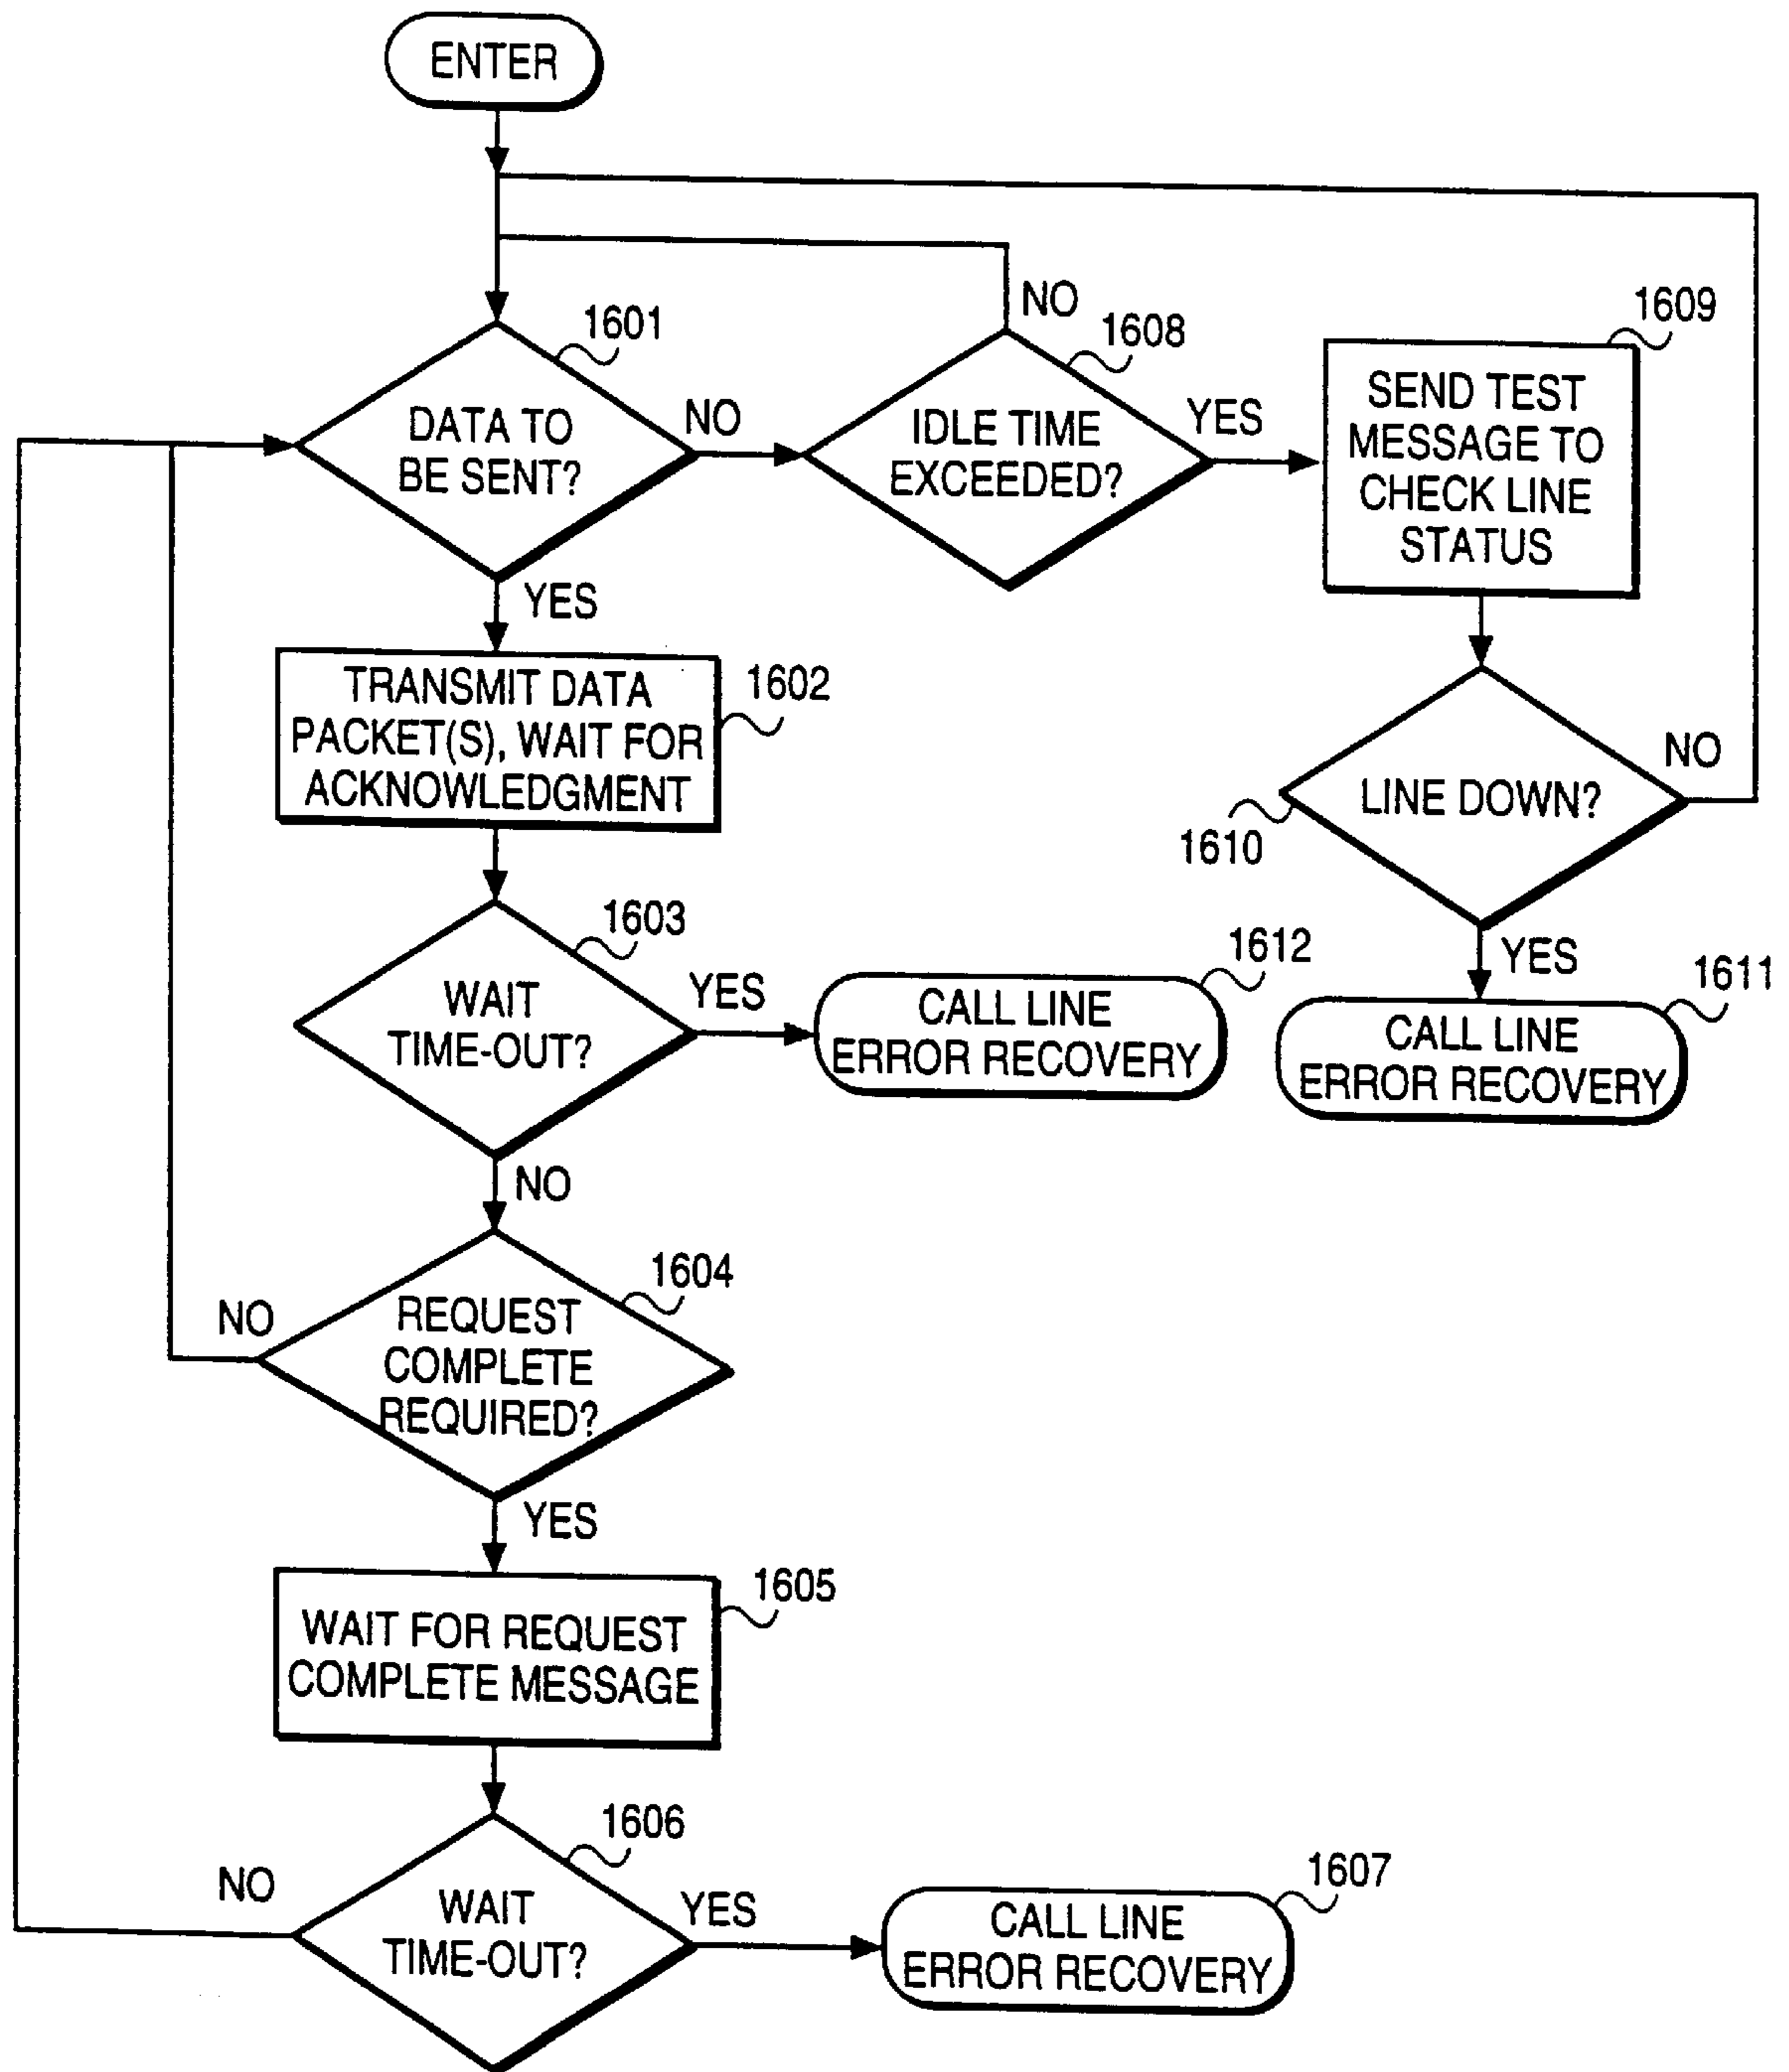 ENTER
1601
DATA TO
BE SENT?
NO
YES
1608
IDLE TIME
EXCEEDED?
NO
YES
1609
SEND TEST
MESSAGE TO
CHECK LINE
STATUS
1610
LINE DOWN?
NO
YES
1611
CALL LINE
ERROR RECOVERY
TRANSMIT DATA
PACKET(S), WAIT FOR
ACKNOWLEDGMENT
1602
1603
WAIT
TIME-OUT?
YES
NO
1612
CALL LINE
ERROR RECOVERY
1604
REQUEST
COMPLETE
REQUIRED?
NO
YES
1605
WAIT FOR REQUEST
COMPLETE MESSAGE
1606
WAIT
TIME-OUT?
NO
YES
1607
CALL LINE
ERROR RECOVERY